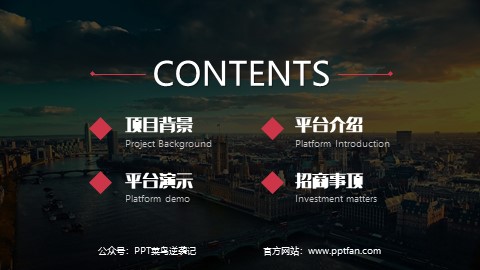 CONTENTS
项目背景
Project Background
平台介绍
Platform Introduction
平台演示
Platform demo
招商事项
Investment matters
公众号：PPT菜鸟逆袭记
官方网站：www.pptfan.com